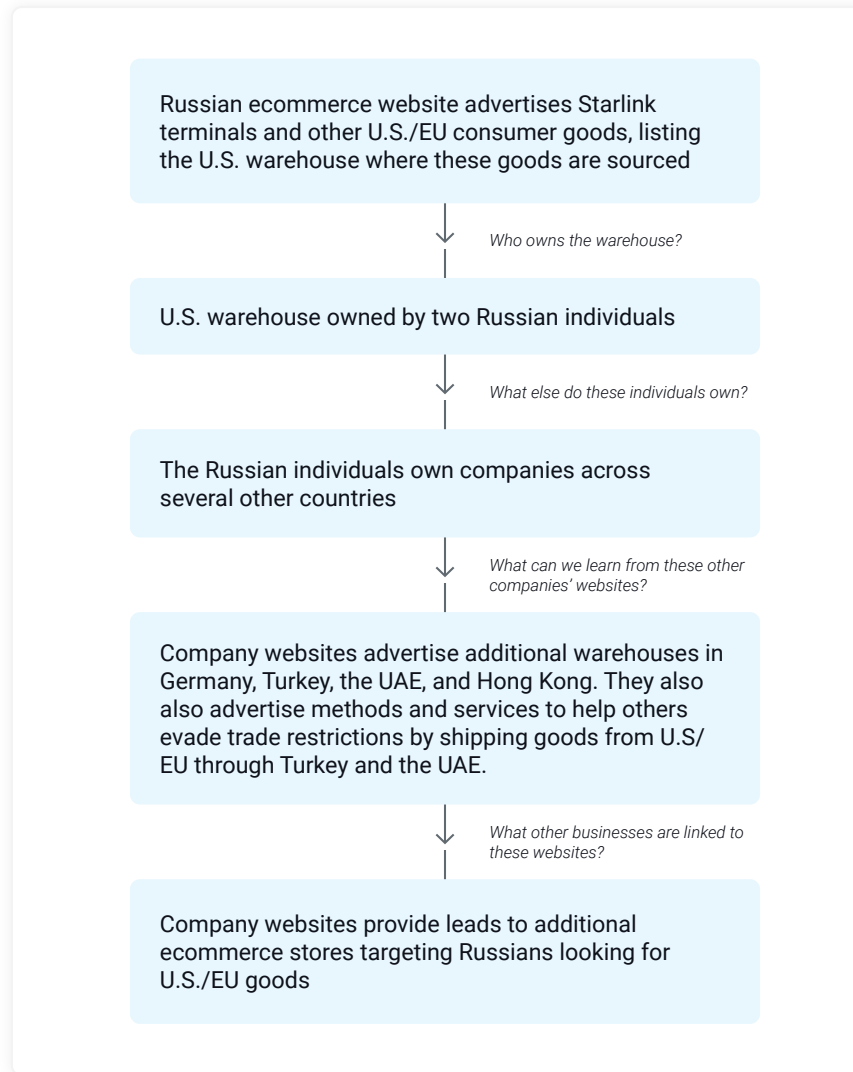 Russian ecommerce website advertises Starlink
terminals and other U.S./EU consumer goods, listing
the U.S. warehouse where these goods are sourced
Who owns the warehouse?
U.S. warehouse owned by two Russian individuals
What else do these individuals own?
The Russian individuals own companies across
several other countries
What can we learn from these other
companies’ websites?
Company websites advertise additional warehouses in
Germany, Turkey, the UAE, and Hong Kong. They also
also advertise methods and services to help others
evade trade restrictions by shipping goods from U.S/
EU through Turkey and the UAE.
What other businesses are linked to
these websites?
Company websites provide leads to additional
ecommerce stores targeting Russians looking for
U.S./EU goods